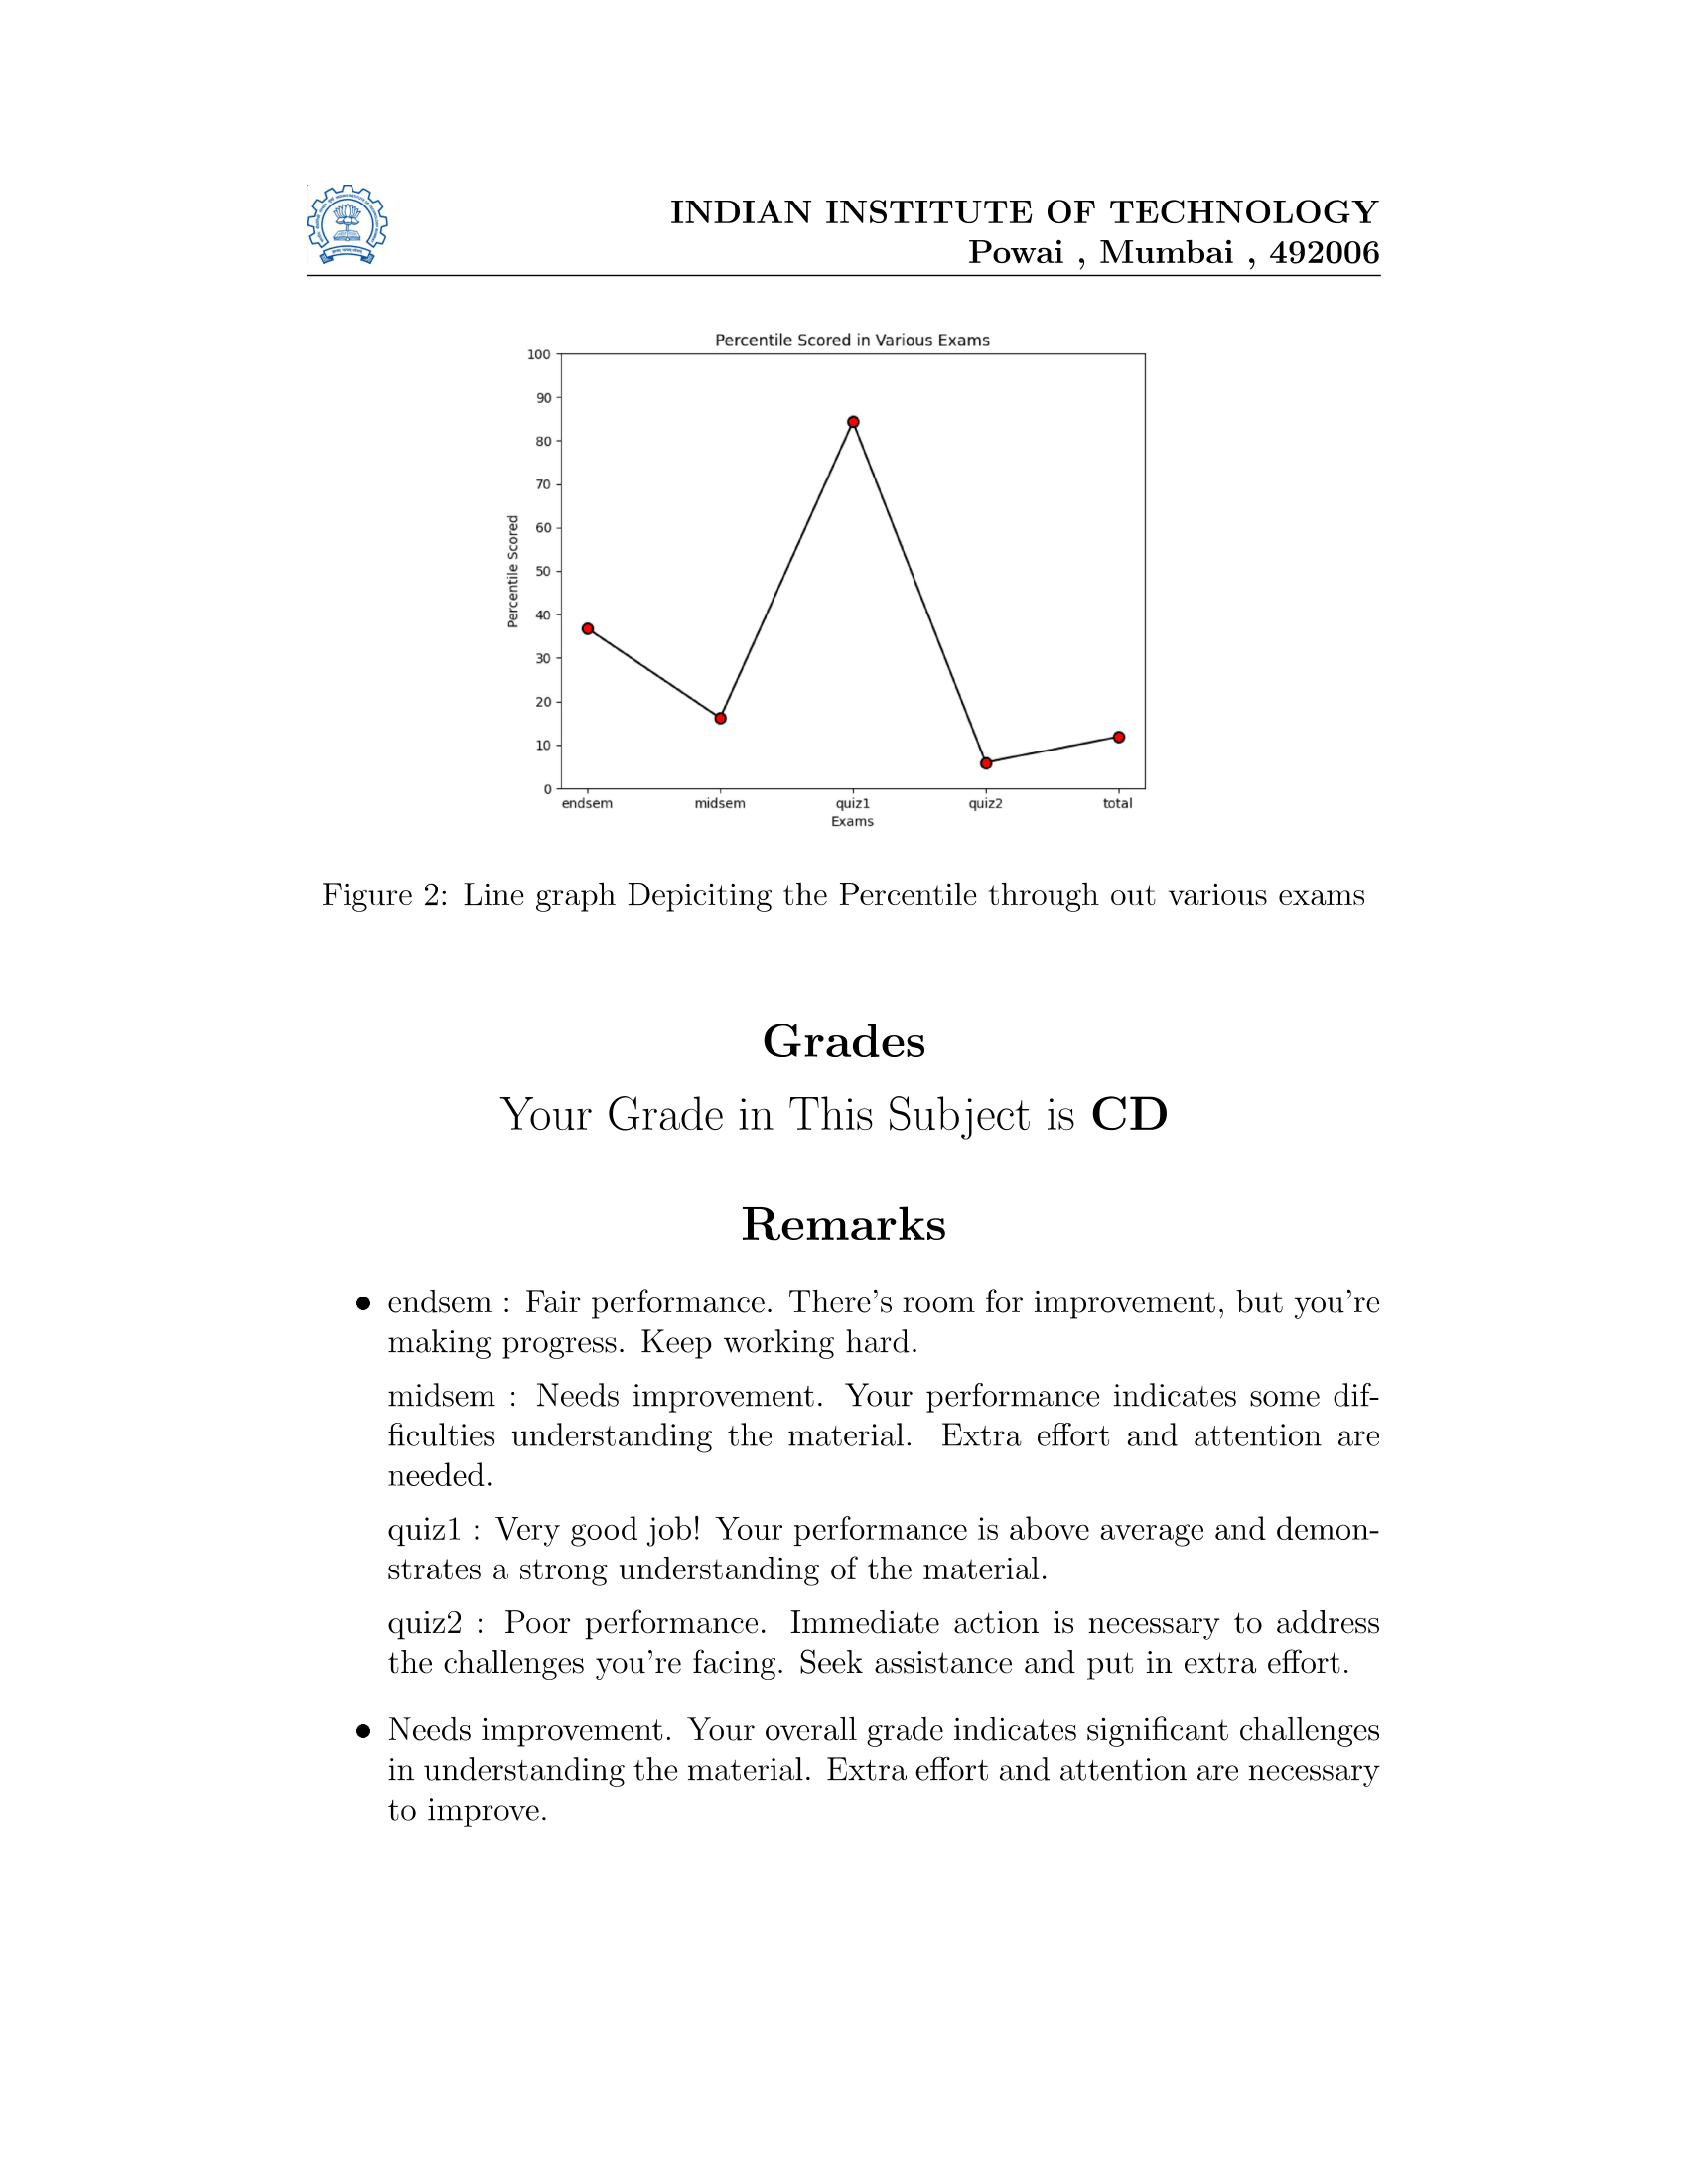 INDIAN INSTITUTE OF TECHNOLOGY
Powai , Mumbai , 492006
Percentile Scored in Various Exams
100
90
80
70
60
50
40
30
20
10
0
Percentile Scored
endsem midsem quiz1 quiz2 total
Exams
Figure 2: Line graph Depiciting the Percentile through out various exams
Grades
Your Grade in This Subject is CD
Remarks
• endsem : Fair performance. There's room for improvement, but you're
making progress. Keep working hard.
midsem : Needs improvement. Your performance indicates some dif-
ficulties understanding the material. Extra effort and attention are
needed.
quiz1 : Very good job! Your performance is above average and demon-
strates a strong understanding of the material.
quiz2 : Poor performance. Immediate action is necessary to address
the challenges you're facing. Seek assistance and put in extra effort.
• Needs improvement. Your overall grade indicates significant challenges
in understanding the material. Extra effort and attention are necessary
to improve.